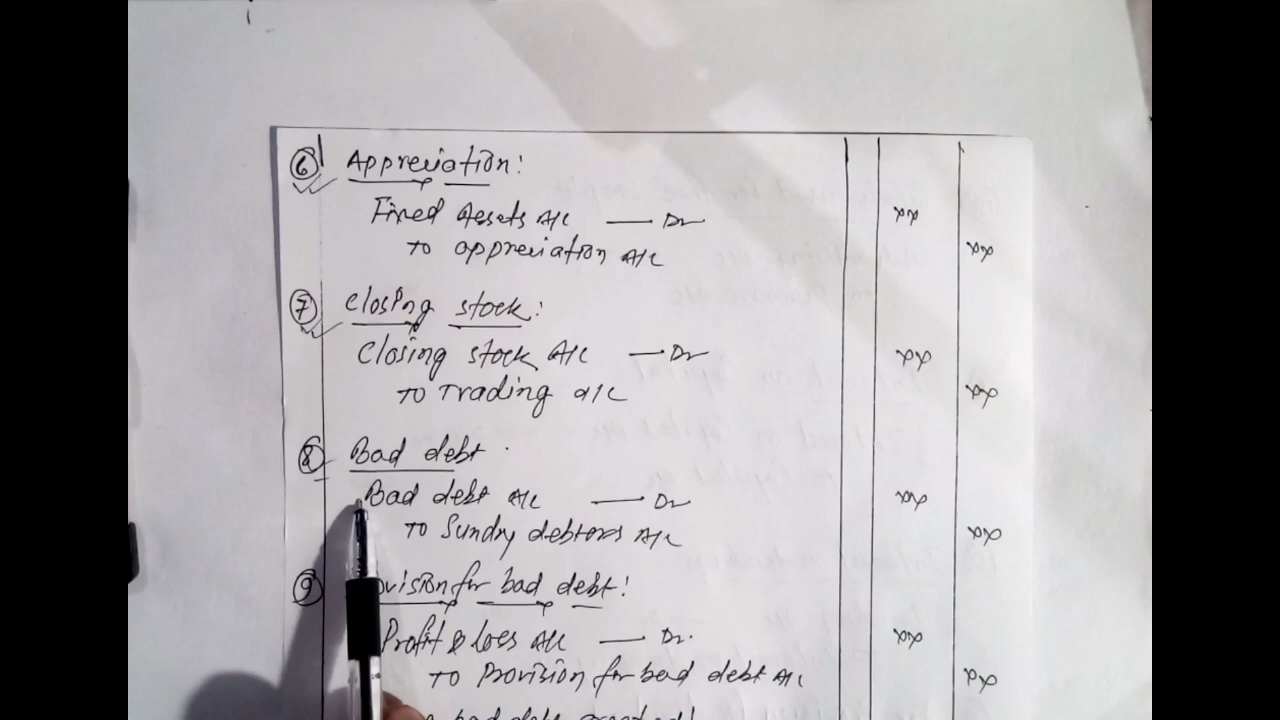 6 Appreciation:
Fixed Assets A/c — Dr xx
To appreciation A/c xx
7 Closing stock:
Closing stock A/c — Dr xx
To Trading a/c xx
8 Bad debt
Bad debt A/c — Dr xx
To Sundry debtors A/c xx
9 for bad debt:
Profit & loss A/c — Dr. xx
To Provision for bad debt A/c xx
bad debt